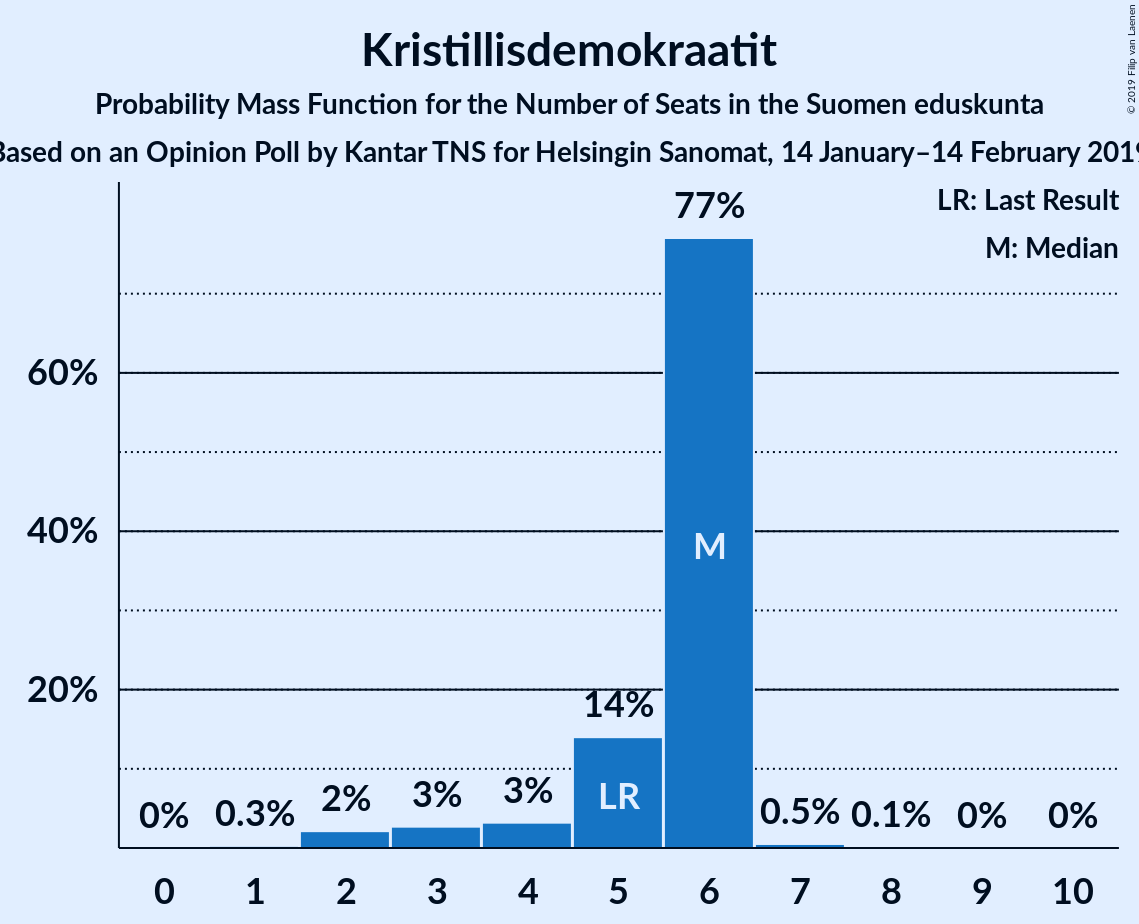 Kristillisdemokraatit
Probability Mass Function for the Number of Seats in the Suomen eduskunta
Based on an Opinion Poll by Kantar TNS for Helsingin Sanomat, 14 January–14 February 2019
© 2019 Filip van Laenen
LR: Last Result
M: Median
77%
60%
40%
20%
M
14%
LR
0%
0.3%
2%
3%
3%
0.5%
0.1%
0%
0%
0 1 2 3 4 5 6 7 8 9 10